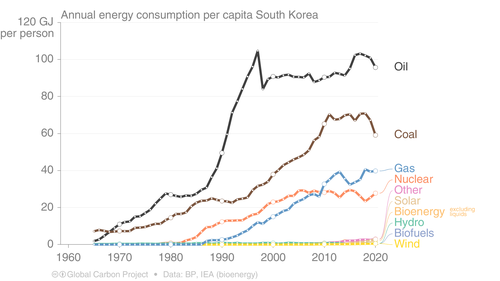 Annual energy consumption per capita South Korea
120 GJ
per person
100
80
60
40
20
0
1960
1970
1980
1990
2000
2010
2020
Oil
Coal
Gas
Nuclear
Other
Solar
Bioenergy excluding liquids
Hydro
Biofuels
Wind
Global Carbon Project • Data: BP, IEA (bioenergy)